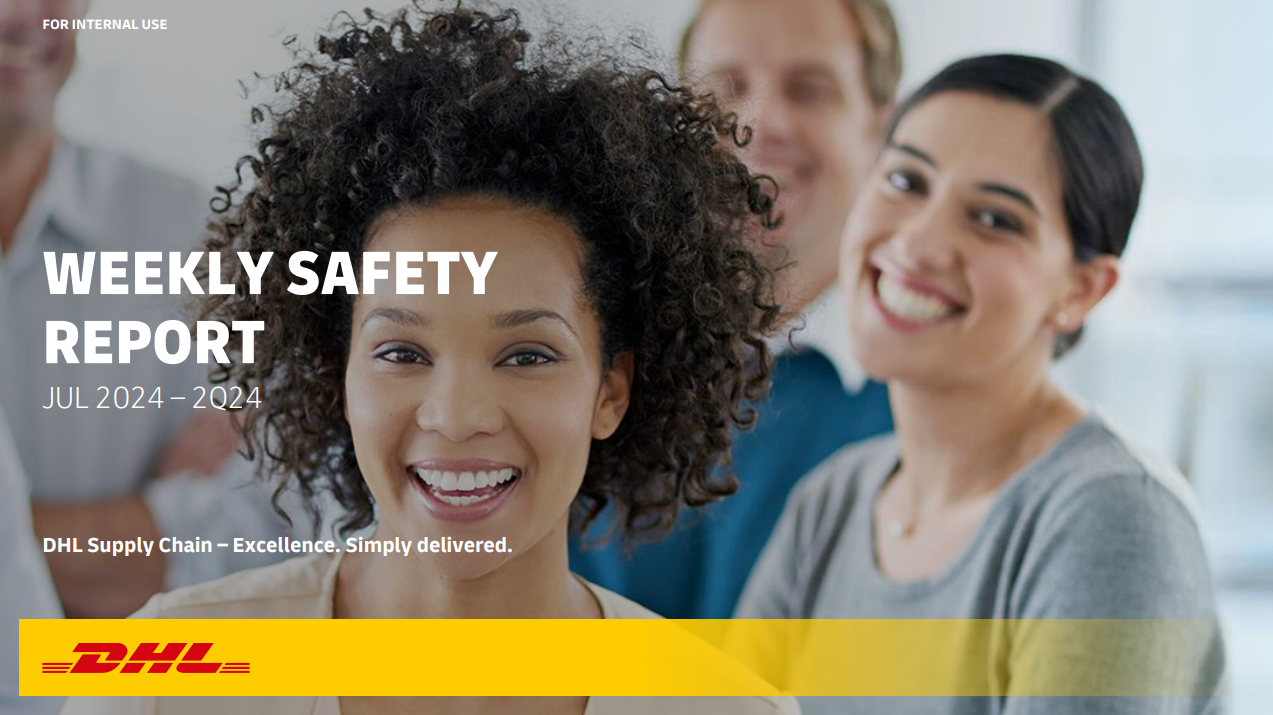 FOR INTERNAL USE
WEEKLY SAFETY
REPORT
JUL 2024 – 2Q24
DHL Supply Chain – Excellence. Simply delivered.
DHL